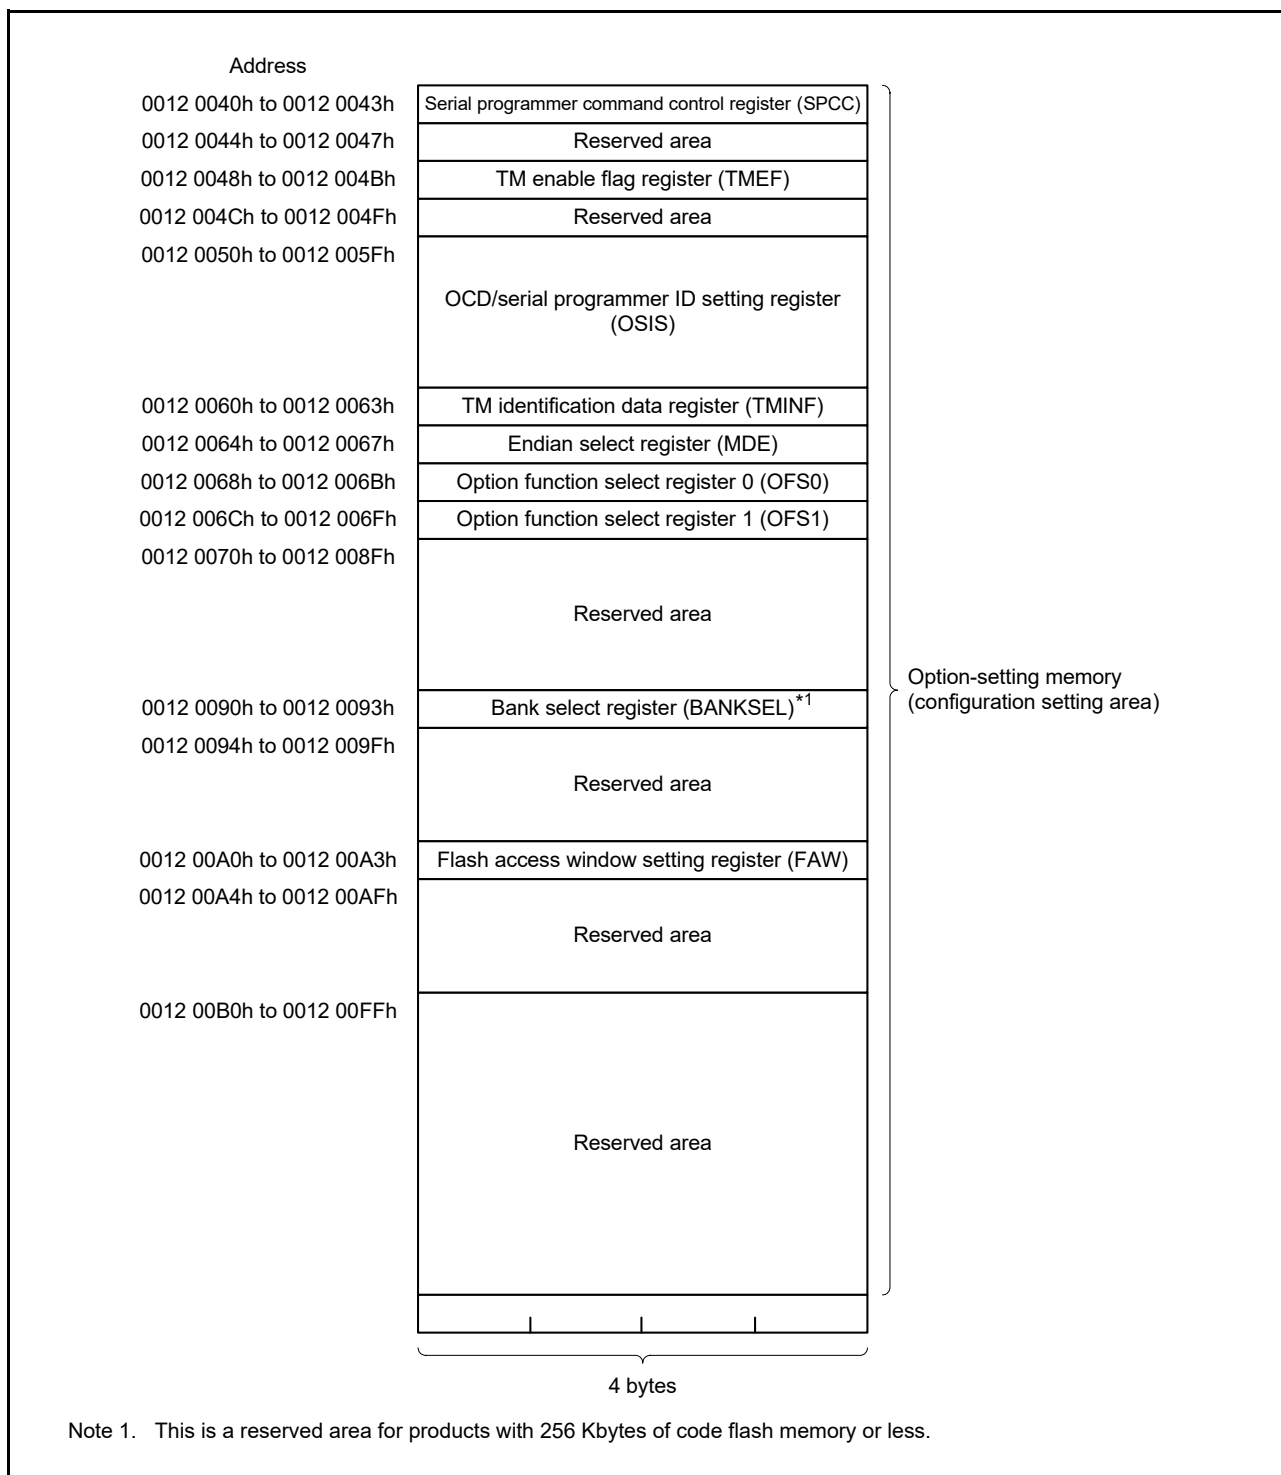 Address
0012 0040h to 0012 0043h Serial programmer command control register (SPCC)
0012 0044h to 0012 0047h Reserved area
0012 0048h to 0012 004Bh TM enable flag register (TMEF)
0012 004Ch to 0012 004Fh Reserved area
0012 0050h to 0012 005Fh
OCD/serial programmer ID setting register
(OSIS)
0012 0060h to 0012 0063h TM identification data register (TMINF)
0012 0064h to 0012 0067h Endian select register (MDE)
0012 0068h to 0012 006Bh Option function select register 0 (OFS0)
0012 006Ch to 0012 006Fh Option function select register 1 (OFS1)
0012 0070h to 0012 008Fh
Reserved area
Option-setting memory
(configuration setting area)
0012 0090h to 0012 0093h Bank select register (BANKSEL)*1
0012 0094h to 0012 009Fh
Reserved area
0012 00A0h to 0012 00A3h Flash access window setting register (FAW)
0012 00A4h to 0012 00AFh
Reserved area
0012 00B0h to 0012 00FFh
Reserved area
4 bytes
Note 1. This is a reserved area for products with 256 Kbytes of code flash memory or less.